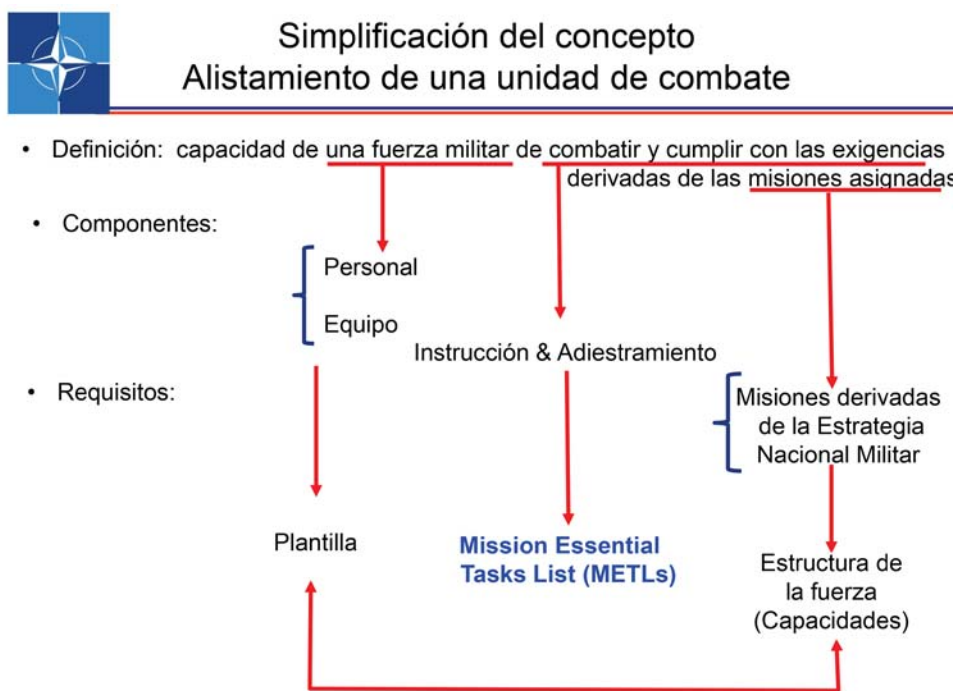 Simplificación del concepto
Alistamiento de una unidad de combate
• Definición: capacidad de una fuerza militar de combatir y cumplir con las exigencias
derivadas de las misiones asignadas
• Componentes:
Personal
Equipo
Instrucción & Adiestramiento
• Requisitos:
Misiones derivadas
de la Estrategia
Nacional Militar
Plantilla
Mission Essential
Tasks List (METLs)
Estructura de
la fuerza
(Capacidades)